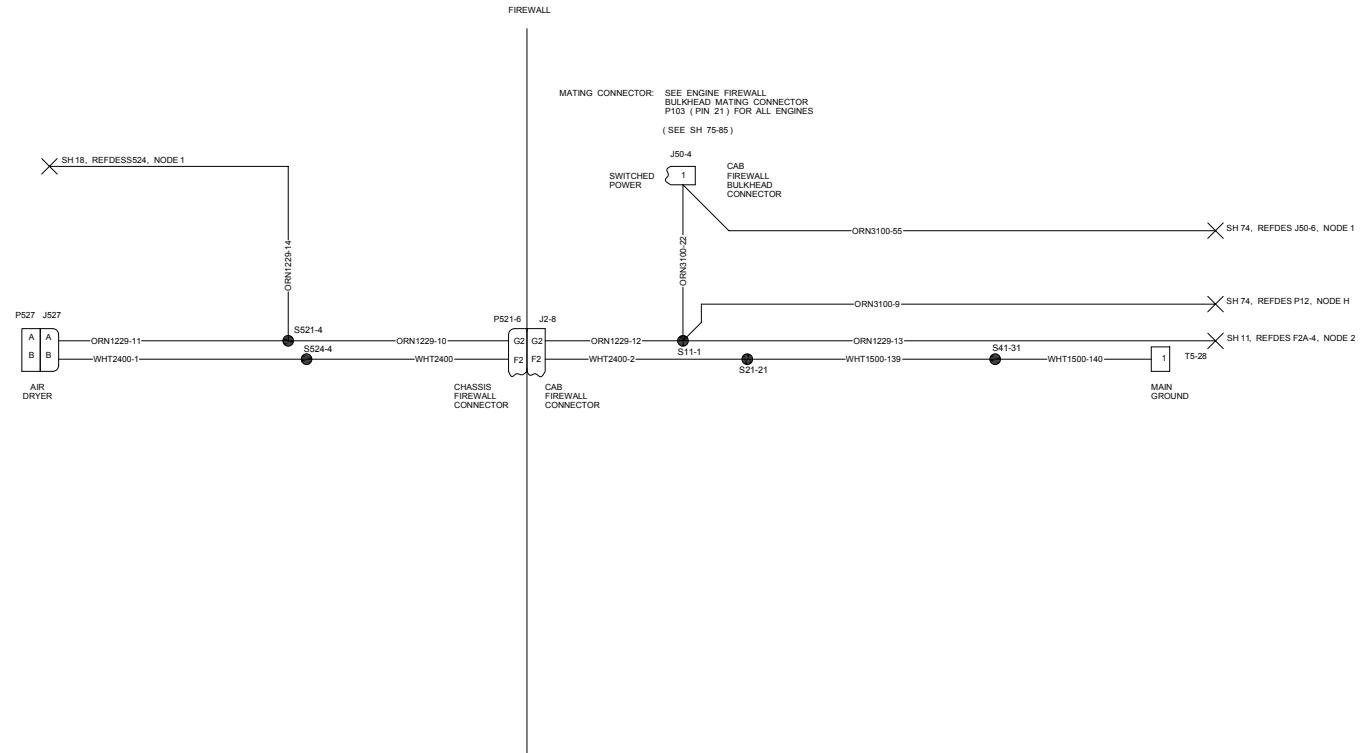 FIREWALL
MATING CONNECTOR: SEE ENGINE FIREWALL
BULKHEAD MATING CONNECTOR
P103 ( PIN 21 ) FOR ALL ENGINES
( SEE SH 75-85 )
SH 18, REFDESS524, NODE 1
J50-4
SWITCHED
POWER
1
CAB
FIREWALL
BULKHEAD
CONNECTOR
ORN3100-55
SH 74, REFDES J50-6, NODE 1
ORN1229-14
ORN3100-22
ORN3100-9
SH 74, REFDES P12, NODE H
P527 J527
A A
B B
AIR
DRYER
ORN1229-11
S521-4
ORN1229-10
P521-6 J2-8
G2 G2
ORN1229-12
S11-1
ORN1229-13
SH 11, REFDES F2A-4, NODE 2
WHT2400-1
S524-4
WHT2400
F2 F2
WHT2400-2
S21-21
WHT1500-139
S41-31
WHT1500-140
1
T5-28
CHASSIS
FIREWALL
CONNECTOR
CAB
FIREWALL
CONNECTOR
MAIN
GROUND